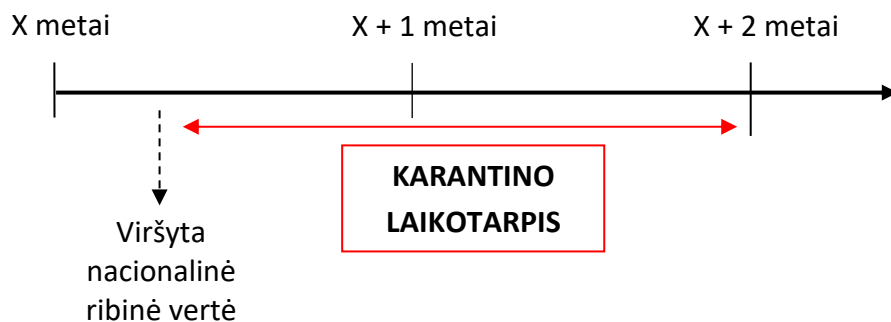 X metai
X + 1 metai
X + 2 metai
KARANTINO
LAIKOTARPIS
Viršyta
nacionalinė
ribinė vertė